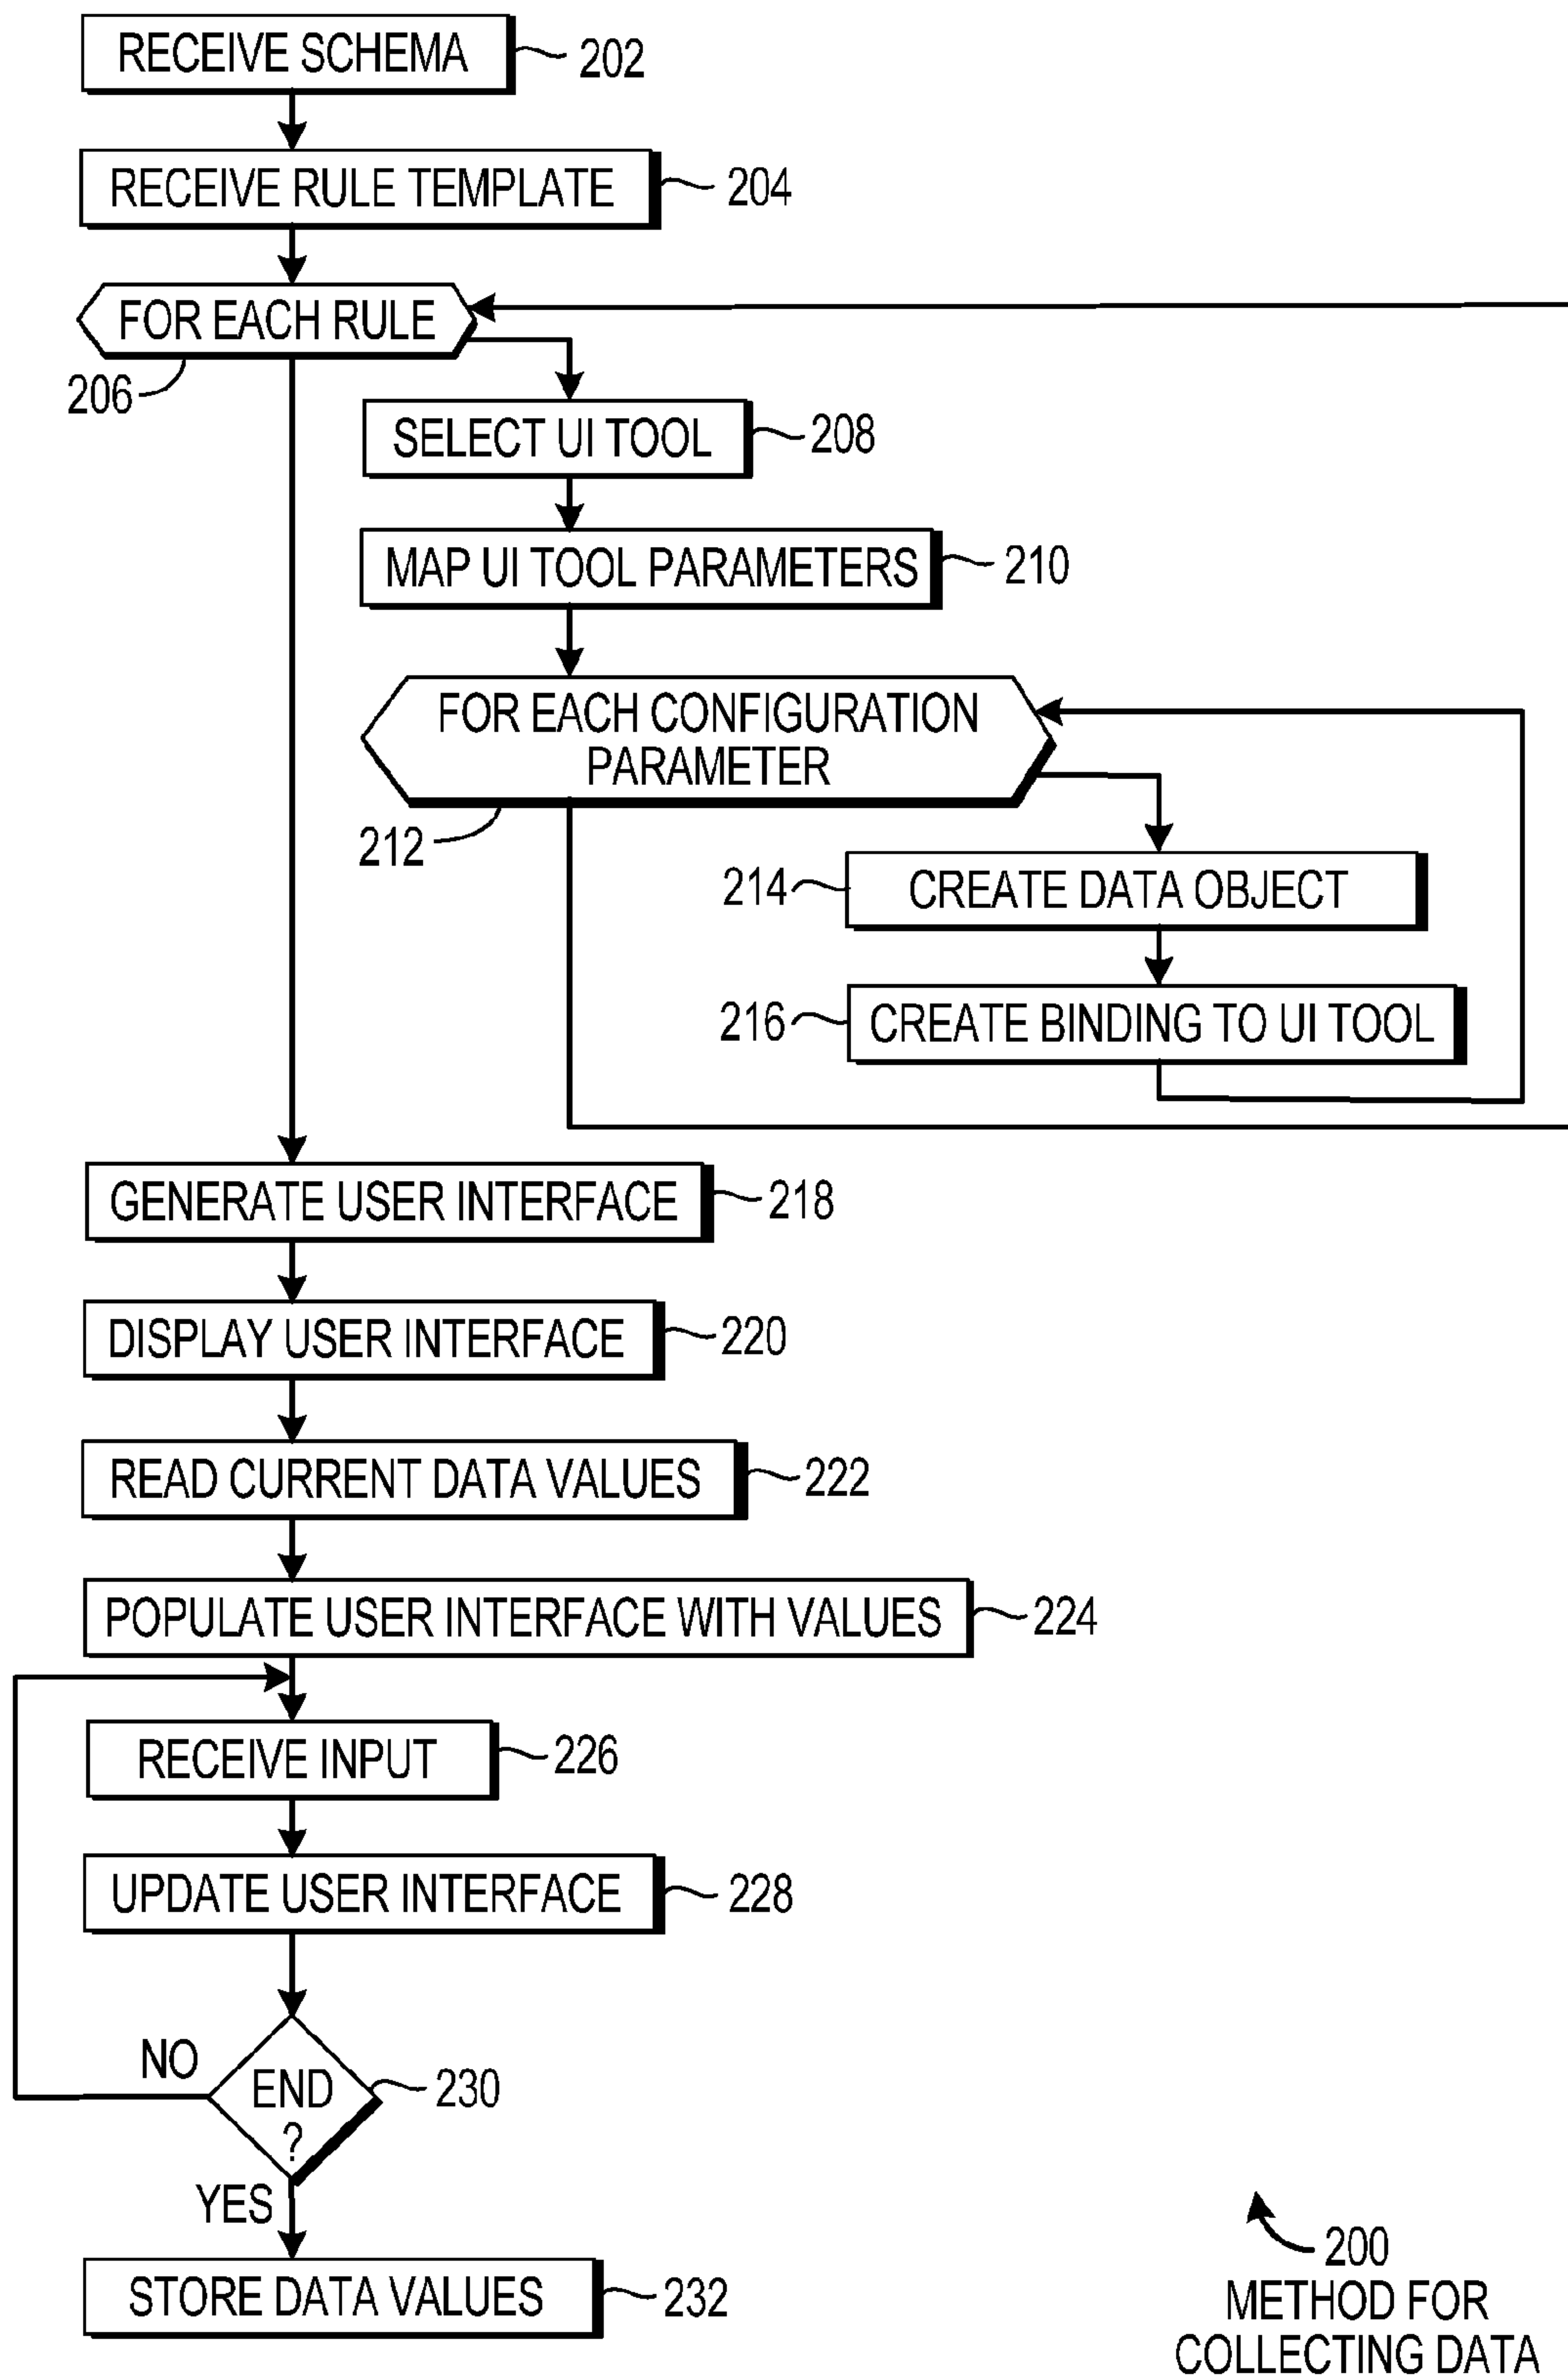 RECEIVE SCHEMA
202
RECEIVE RULE TEMPLATE
204
FOR EACH RULE
206
SELECT UI TOOL
208
MAP UI TOOL PARAMETERS
210
FOR EACH CONFIGURATION
PARAMETER
212
214
CREATE DATA OBJECT
216
CREATE BINDING TO UI TOOL
GENERATE USER INTERFACE
218
DISPLAY USER INTERFACE
220
READ CURRENT DATA VALUES
222
POPULATE USER INTERFACE WITH VALUES
224
RECEIVE INPUT
226
UPDATE USER INTERFACE
228
NO
END
?
230
YES
STORE DATA VALUES
232
200
METHOD FOR
COLLECTING DATA